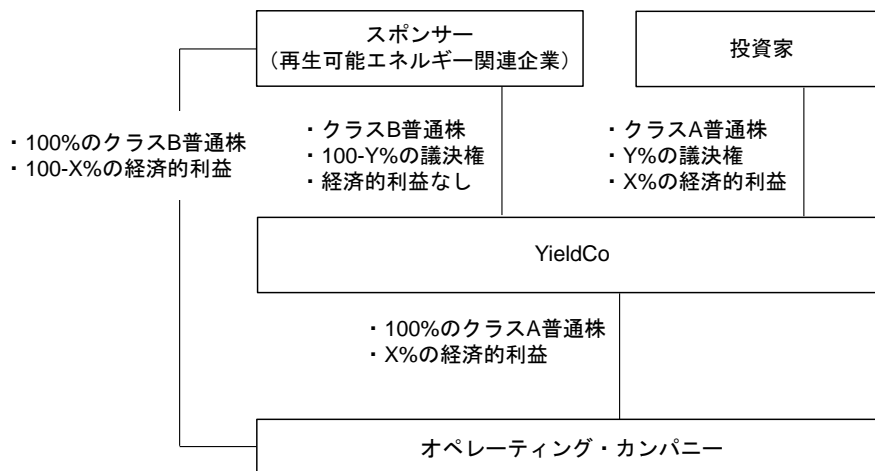 スポンサー
（再生可能エネルギー関連企業）
投資家
・100%のクラスB普通株
・100-X%の経済的利益
・クラスB普通株
・100-Y%の議決権
・経済的利益なし
・クラスA普通株
・Y%の議決権
・X%の経済的利益
YieldCo
・100%のクラスA普通株
・X%の経済的利益
オペレーティング・カンパニー